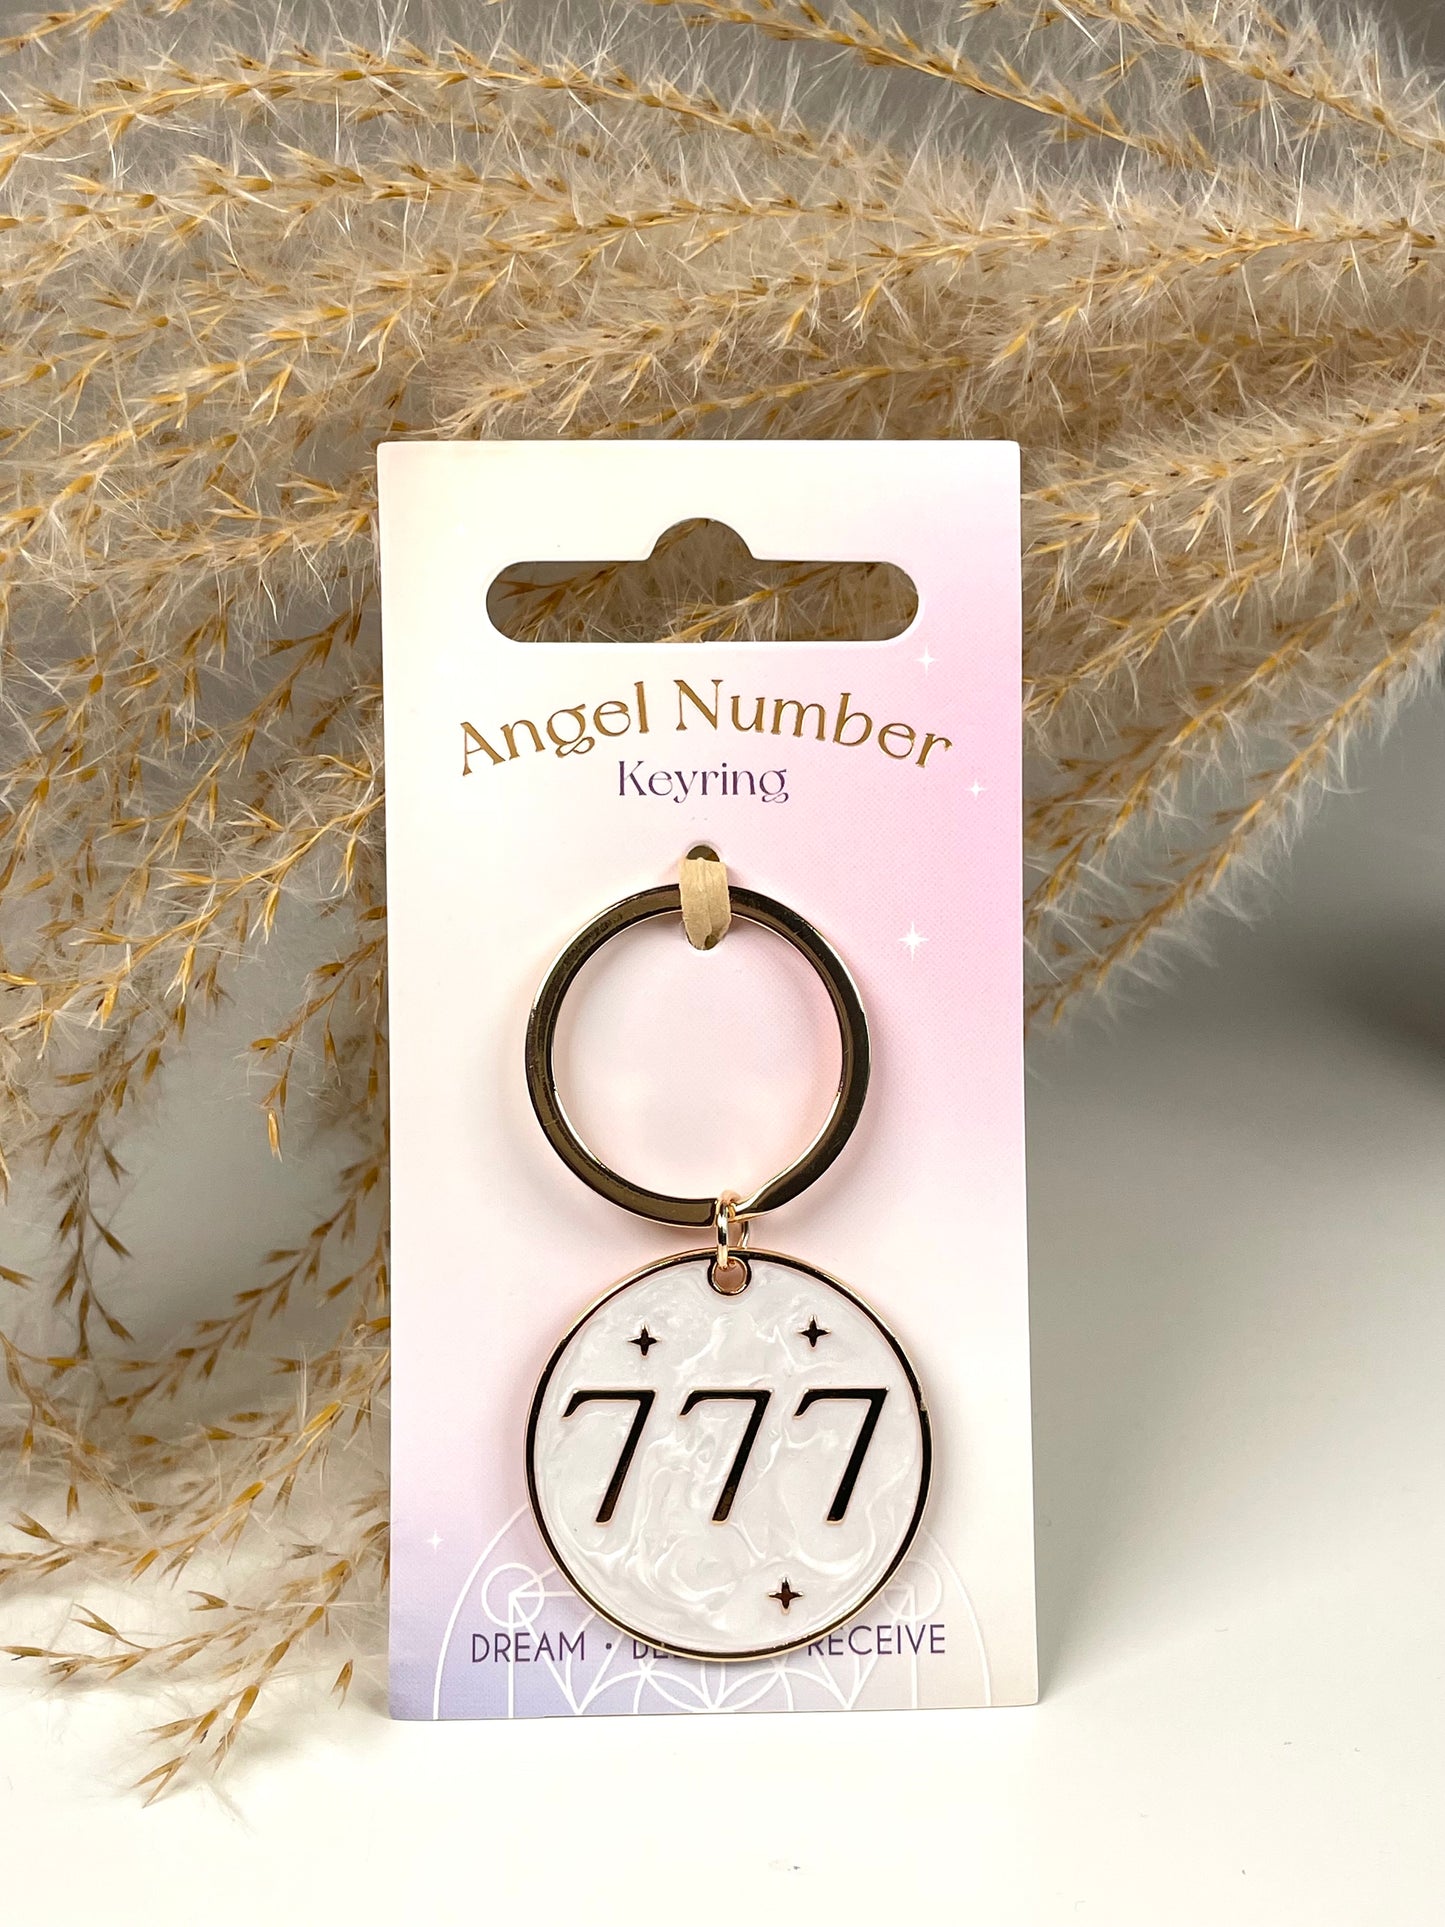 Angel Number
Keyring
777
DREAM • RECEIVE